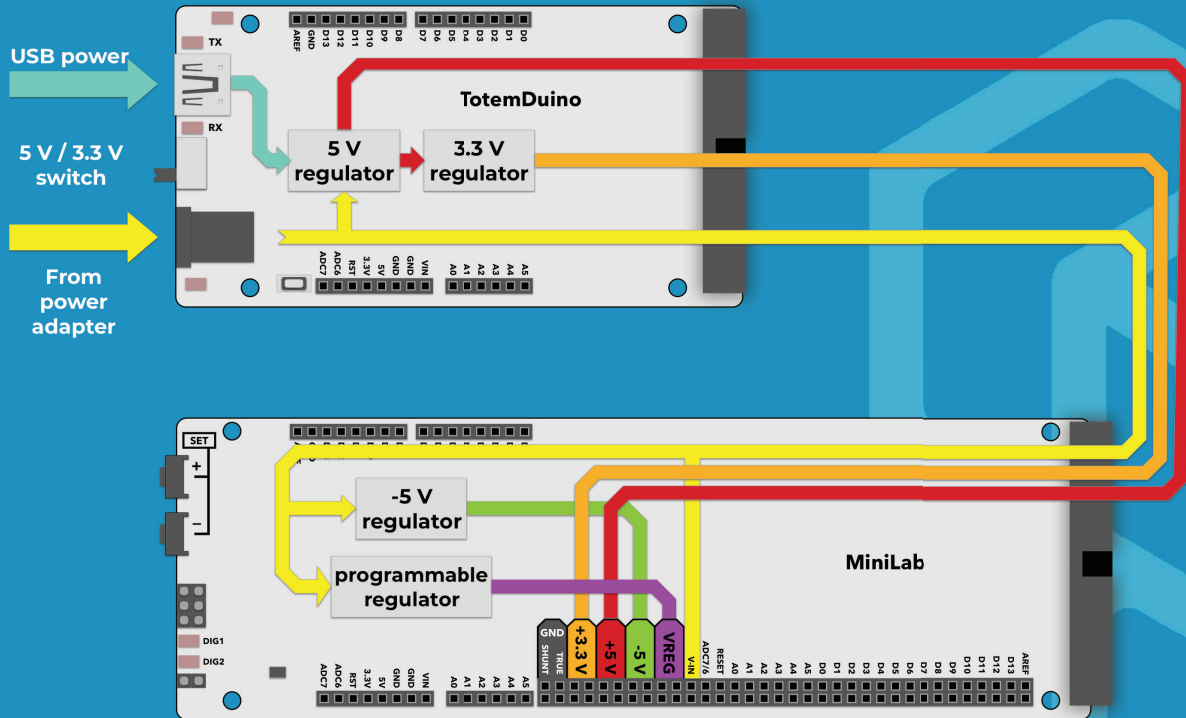 USB power
5 V / 3.3 V
switch
From
power
adapter
TX
RX
AREF
GND
D13
D12
D11
D10
D9
D8
D7
D6
D5
D4
D3
D2
D1
D0
TotemDuino
5 V
regulator
3.3 V
regulator
ADC7
ADC6
RST
3.3V
5V
GND
GND
VIN
A0
A1
A2
A3
A4
A5
SET
+
–
-5 V
regulator
programmable
regulator
MiniLab
DIG1
DIG2
ADC7
ADC6
RST
3.3V
5V
GND
GND
VIN
A0
A1
A2
A3
A4
A5
GND
SHUNT
TRUE
+3.3 V
+5 V
-5 V
VREG
V-IN
ADC7/6
RESET
A0
A1
A2
A3
A4
A5
D0
D1
D2
D3
D4
D5
D6
D7
D8
D9
D10
D11
D12
D13
AREF